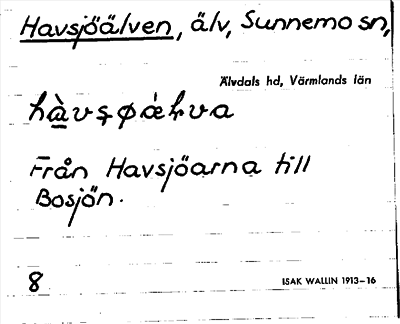 Havsjöälven, älv, Sunnemo sn,
Älvdals hd, Värmlands län
Från Havsjöarna till
Bosjön.
8
ISAK WALLIN 1913–16